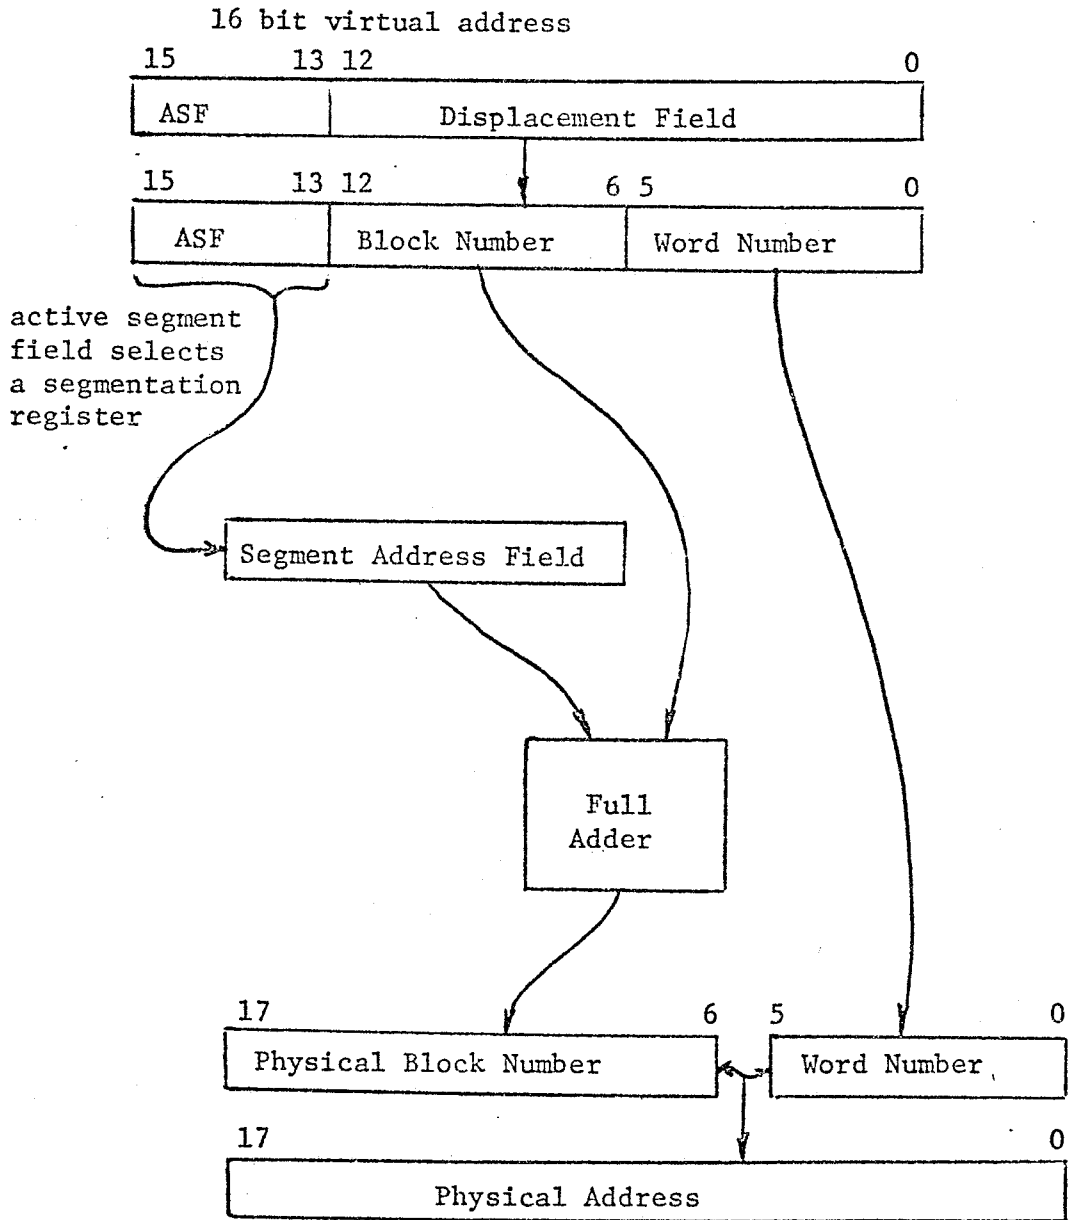 16 bit virtual address
15 13 12 0
ASF Displacement Field
15 13 12 6 5 0
ASF Block Number Word Number
active segment
field selects
a segmentation
register
Segment Address Field
Full
Adder
17 6 5 0
Physical Block Number Word Number
17 0
Physical Address